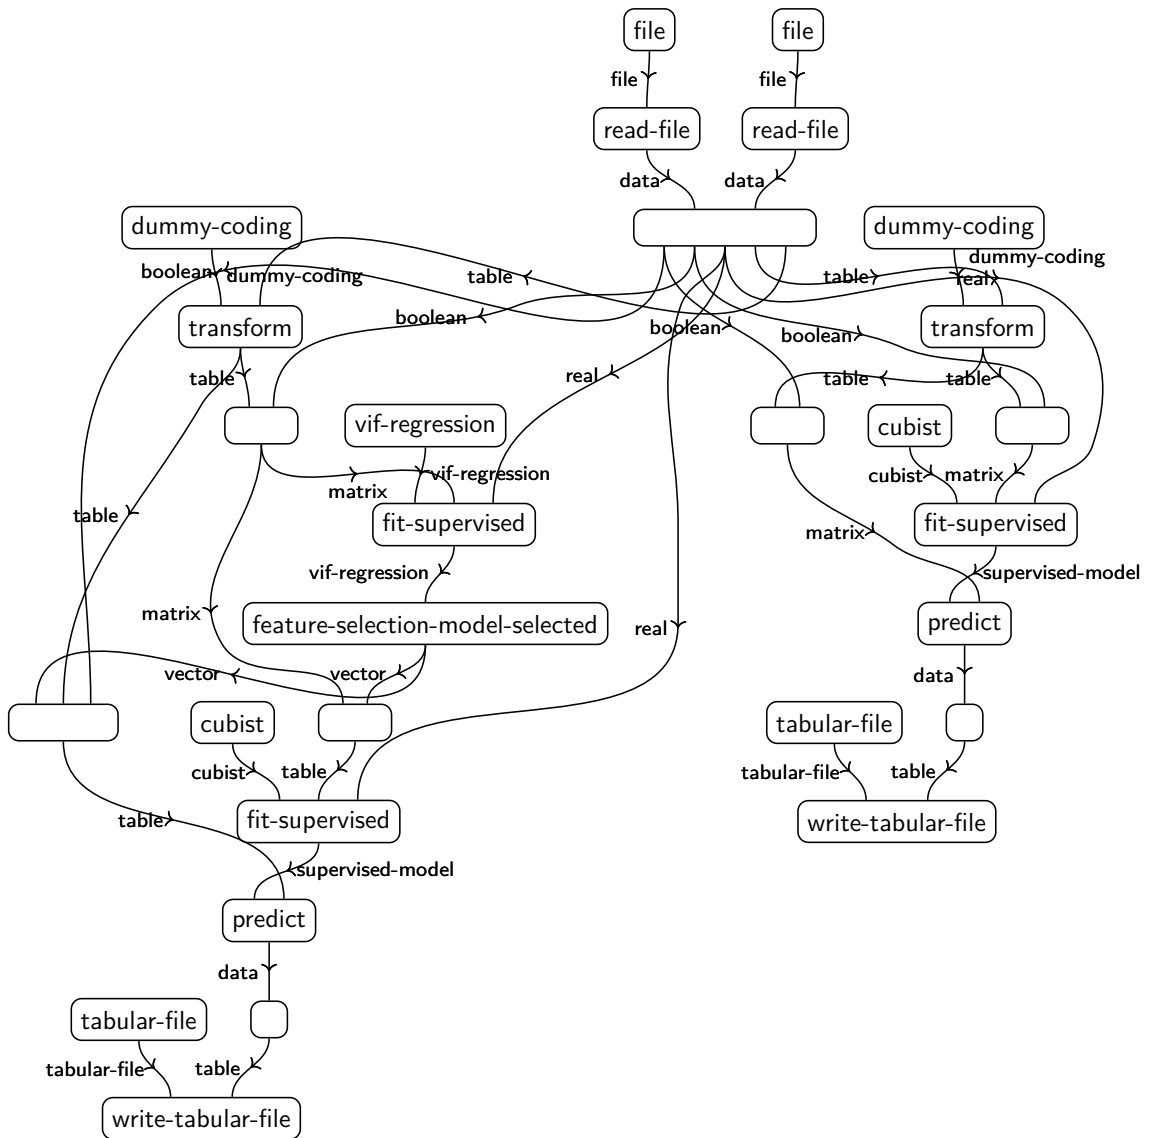 file file
file file
read-file read-file
data data
dummy-coding dummy-coding
boolean dummy-coding table table real dummy-coding
transform boolean boolean boolean transform
table real table table
vif-regression cubist
matrix vif-regression cubist matrix
table fit-supervised matrix fit-supervised
vif-regression supervised-model
matrix feature-selection-model-selected real predict
vector vector data
cubist tabular-file
cubist table tabular-file table
table fit-supervised write-tabular-file
supervised-model
predict
data
tabular-file
tabular-file table
write-tabular-file